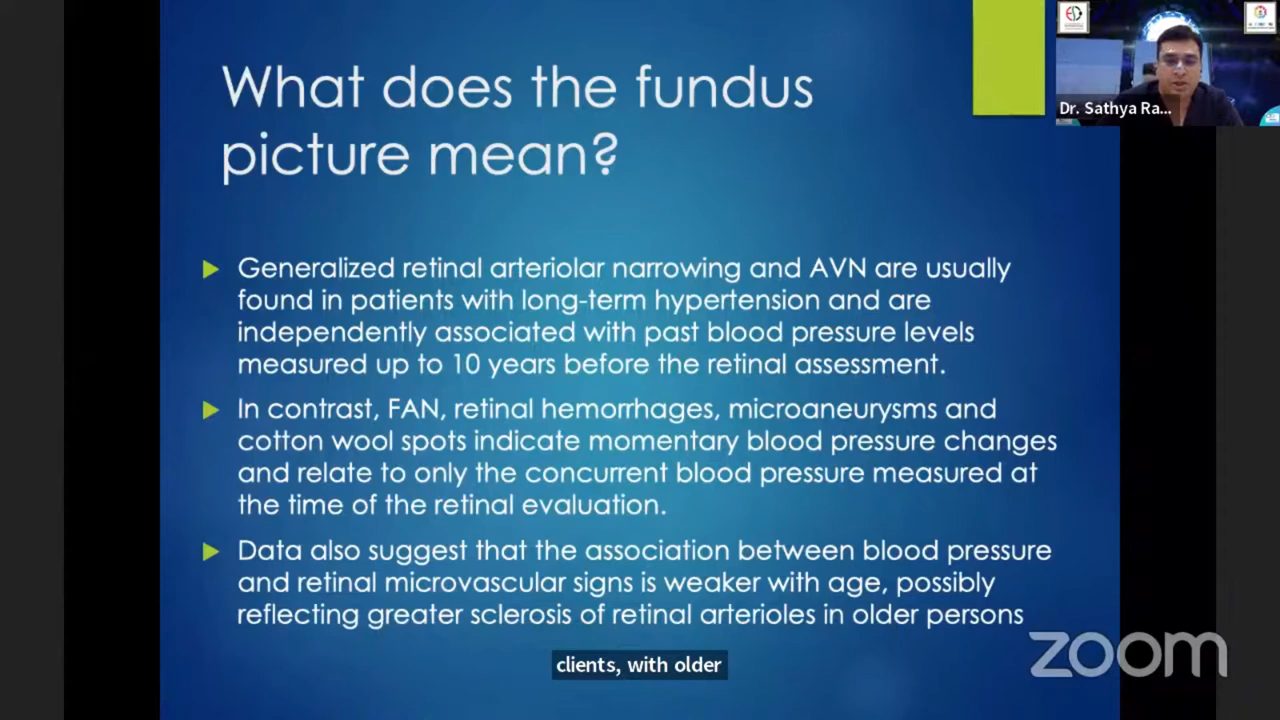 What does the fundus
picture mean?
Generalized retinal arteriolar narrowing and AVN are usually
found in patients with long-term hypertension and are
independently associated with past blood pressure levels
measured up to 10 years before the retinal assessment.
In contrast, FAN, retinal hemorrhages, microaneurysms and
cotton wool spots indicate momentary blood pressure changes
and relate to only the concurrent blood pressure measured at
the time of the retinal evaluation.
Data also suggest that the association between blood pressure
and retinal microvascular signs is weaker with age, possibly
reflecting greater sclerosis of retinal arterioles in older persons
clients, with older
zoom
Dr. Sathya Ra...